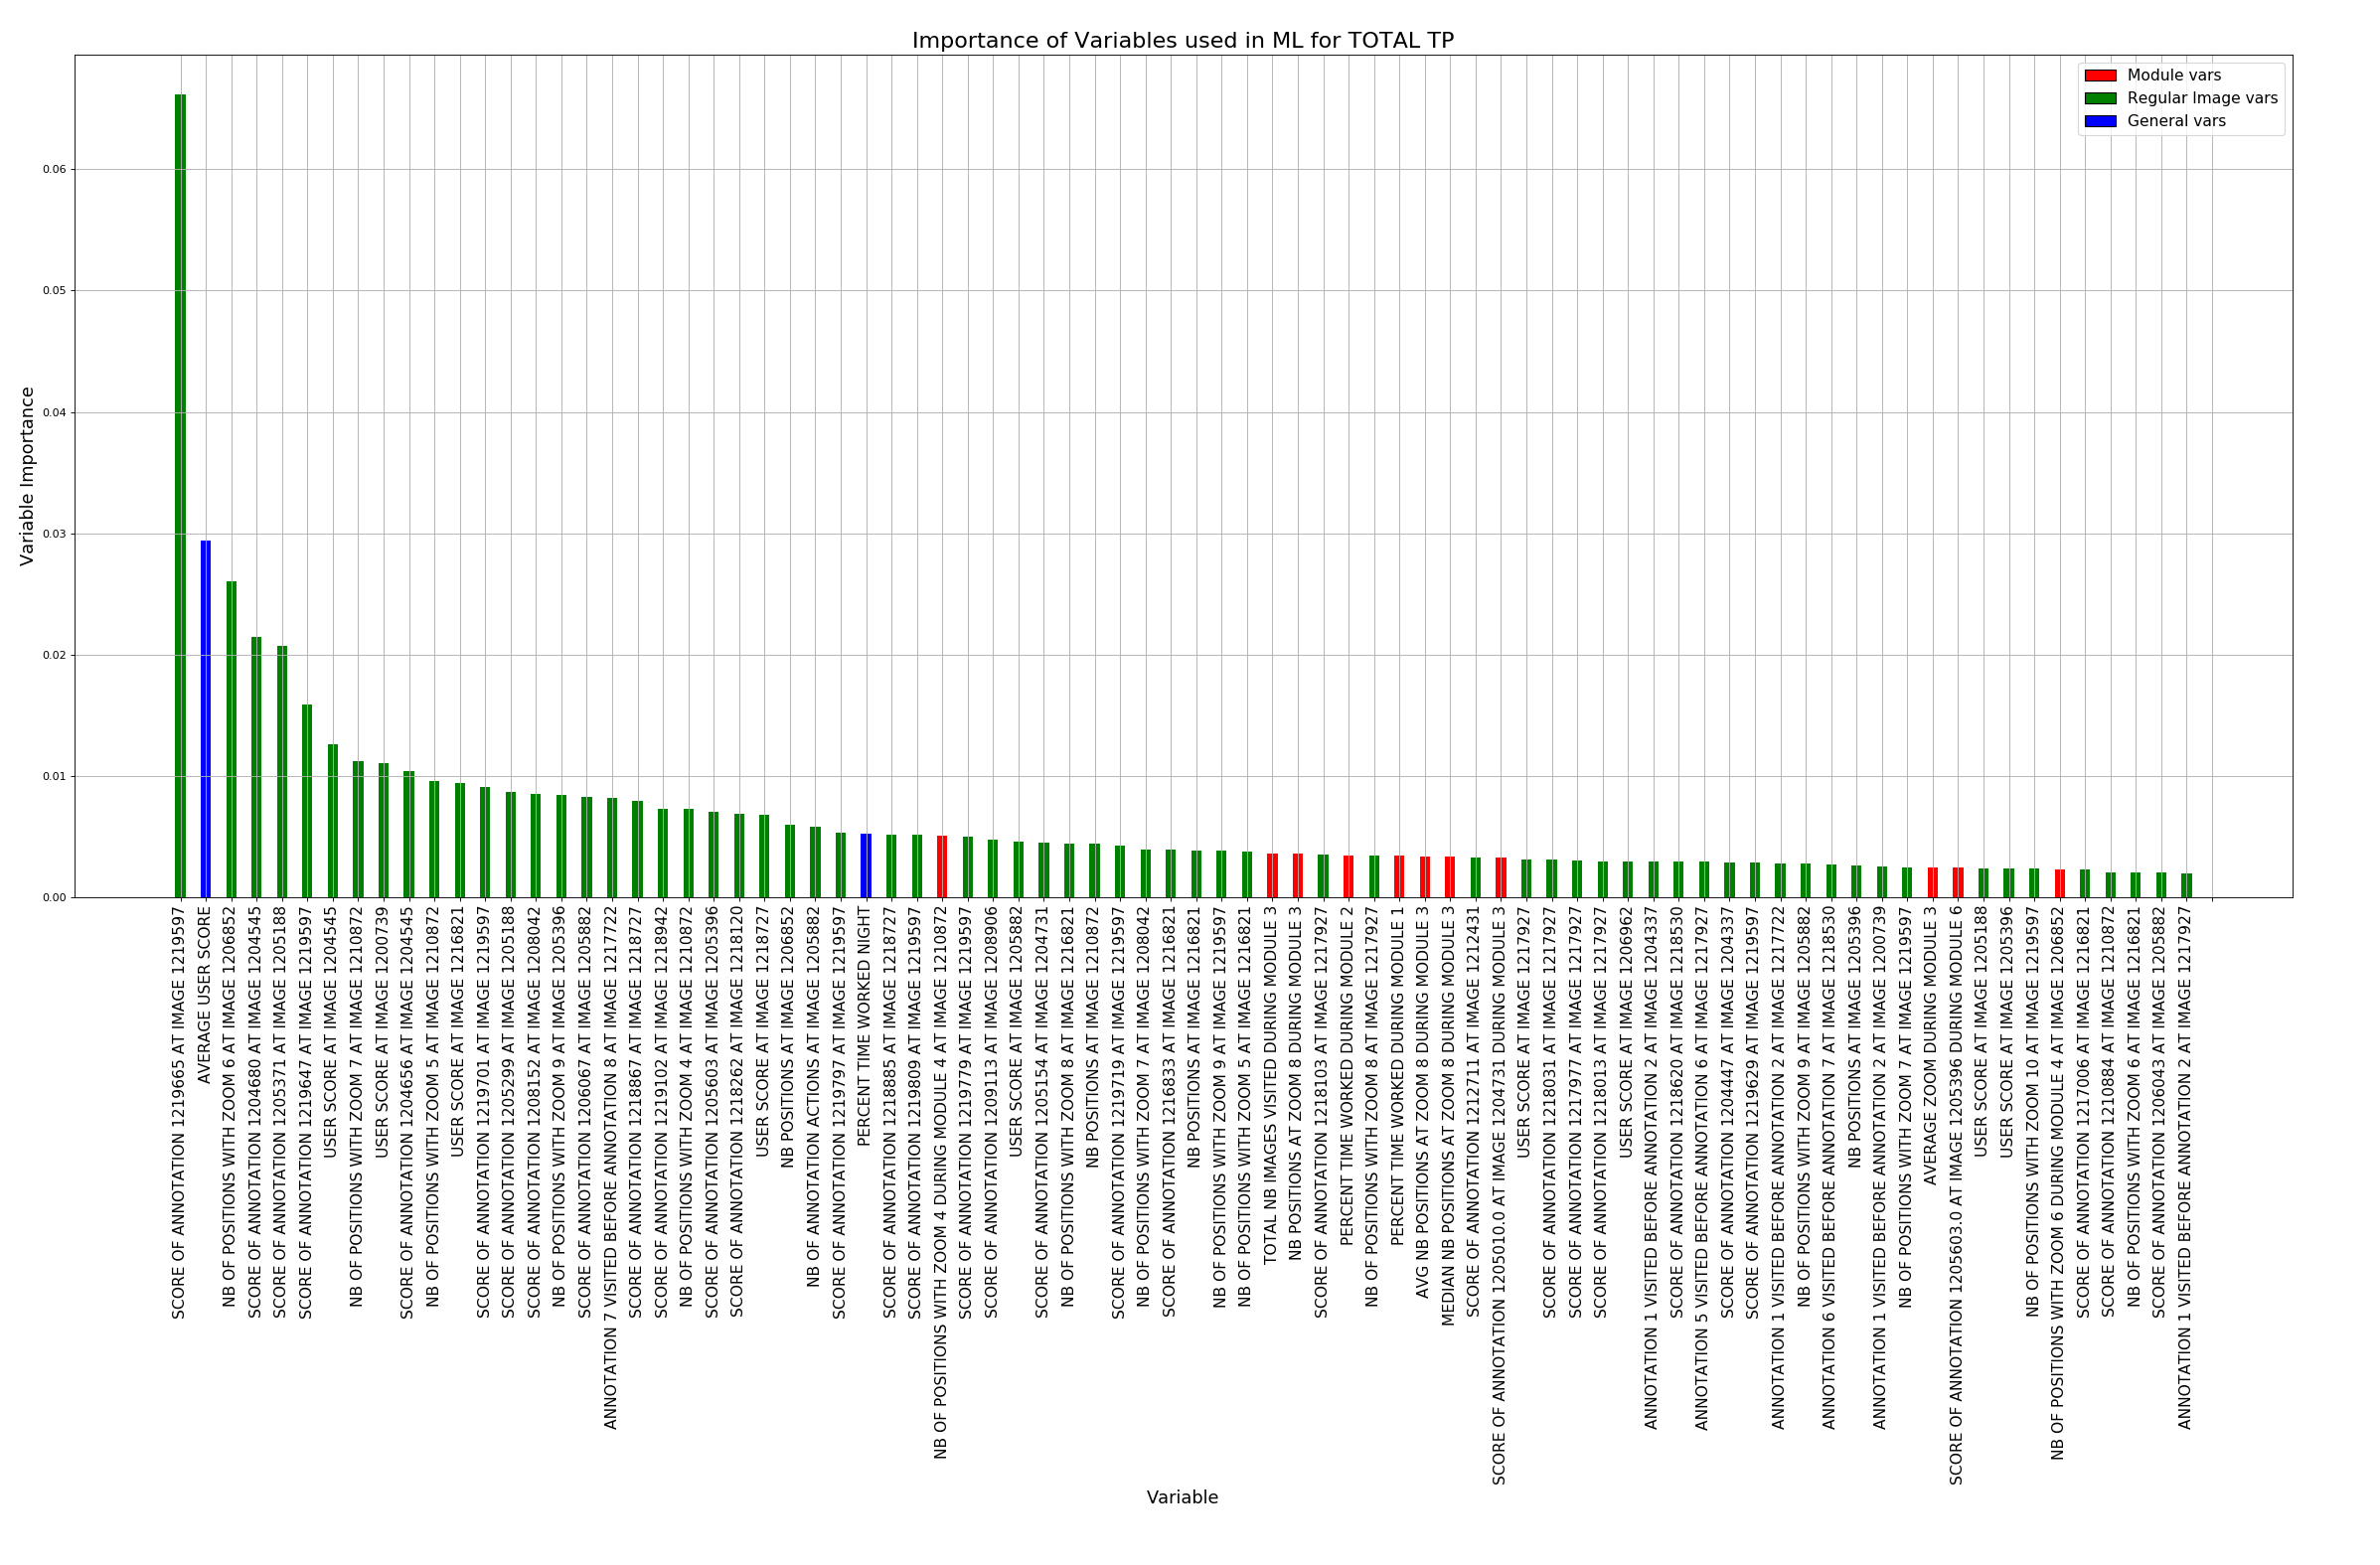 Importance of Variables used in ML for TOTAL TP
Module vars
Regular Image vars
General vars
Variable Importance
0.06
0.05
0.04
0.03
0.02
0.01
0.00
SCORE OF ANNOTATION 1219665 AT IMAGE 1219597
AVERAGE USER SCORE
NB OF POSITIONS WITH ZOOM 6 AT IMAGE 1206852
SCORE OF ANNOTATION 1204680 AT IMAGE 1204545
SCORE OF ANNOTATION 1205371 AT IMAGE 1205188
SCORE OF ANNOTATION 1219647 AT IMAGE 1219597
USER SCORE AT IMAGE 1204545
NB OF POSITIONS WITH ZOOM 7 AT IMAGE 1210872
USER SCORE AT IMAGE 1200739
SCORE OF ANNOTATION 1204656 AT IMAGE 1204545
NB OF POSITIONS WITH ZOOM 5 AT IMAGE 1210872
USER SCORE AT IMAGE 1216821
SCORE OF ANNOTATION 1219701 AT IMAGE 1219597
SCORE OF ANNOTATION 1205299 AT IMAGE 1205188
SCORE OF ANNOTATION 1208152 AT IMAGE 1208042
NB OF POSITIONS WITH ZOOM 9 AT IMAGE 1205396
SCORE OF ANNOTATION 1206067 AT IMAGE 1205882
ANNOTATION 7 VISITED BEFORE ANNOTATION 8 AT IMAGE 1217722
SCORE OF ANNOTATION 1218867 AT IMAGE 1218727
SCORE OF ANNOTATION 1219102 AT IMAGE 1218942
NB OF POSITIONS WITH ZOOM 4 AT IMAGE 1210872
SCORE OF ANNOTATION 1205603 AT IMAGE 1205396
SCORE OF ANNOTATION 1218262 AT IMAGE 1218120
USER SCORE AT IMAGE 1218727
NB POSITIONS AT IMAGE 1206852
NB OF ANNOTATION ACTIONS AT IMAGE 1205882
SCORE OF ANNOTATION 1219797 AT IMAGE 1219597
PERCENT TIME WORKED NIGHT
SCORE OF ANNOTATION 1218885 AT IMAGE 1218727
SCORE OF ANNOTATION 1219809 AT IMAGE 1219597
NB OF POSITIONS WITH ZOOM 4 DURING MODULE 4 AT IMAGE 1210872
SCORE OF ANNOTATION 1219779 AT IMAGE 1219597
SCORE OF ANNOTATION 1209113 AT IMAGE 1208906
USER SCORE AT IMAGE 1205882
SCORE OF ANNOTATION 1205154 AT IMAGE 1204731
NB OF POSITIONS WITH ZOOM 8 AT IMAGE 1216821
NB POSITIONS AT IMAGE 1210872
SCORE OF ANNOTATION 1219719 AT IMAGE 1219597
NB OF POSITIONS WITH ZOOM 7 AT IMAGE 1208042
SCORE OF ANNOTATION 1216833 AT IMAGE 1216821
NB POSITIONS AT IMAGE 1216821
NB OF POSITIONS WITH ZOOM 9 AT IMAGE 1219597
NB OF POSITIONS WITH ZOOM 5 AT IMAGE 1216821
TOTAL NB IMAGES VISITED DURING MODULE 3
NB POSITIONS AT ZOOM 8 DURING MODULE 3
SCORE OF ANNOTATION 1218103 AT IMAGE 1217927
PERCENT TIME WORKED DURING MODULE 2
NB OF POSITIONS WITH ZOOM 8 AT IMAGE 1217927
PERCENT TIME WORKED DURING MODULE 1
AVG NB POSITIONS AT ZOOM 8 DURING MODULE 3
MEDIAN NB POSITIONS AT ZOOM 8 DURING MODULE 3
SCORE OF ANNOTATION 1212711 AT IMAGE 1212431
SCORE OF ANNOTATION 1205010.0 AT IMAGE 1204731 DURING MODULE 3
USER SCORE AT IMAGE 1217927
SCORE OF ANNOTATION 1218031 AT IMAGE 1217927
SCORE OF ANNOTATION 1217977 AT IMAGE 1217927
SCORE OF ANNOTATION 1218013 AT IMAGE 1217927
USER SCORE AT IMAGE 1206962
ANNOTATION 1 VISITED BEFORE ANNOTATION 2 AT IMAGE 1204337
SCORE OF ANNOTATION 1218620 AT IMAGE 1218530
ANNOTATION 5 VISITED BEFORE ANNOTATION 6 AT IMAGE 1217927
SCORE OF ANNOTATION 1204447 AT IMAGE 1204337
SCORE OF ANNOTATION 1219629 AT IMAGE 1219597
ANNOTATION 1 VISITED BEFORE ANNOTATION 2 AT IMAGE 1217722
NB OF POSITIONS WITH ZOOM 9 AT IMAGE 1205882
ANNOTATION 6 VISITED BEFORE ANNOTATION 7 AT IMAGE 1218530
NB POSITIONS AT IMAGE 1205396
ANNOTATION 1 VISITED BEFORE ANNOTATION 2 AT IMAGE 1200739
NB OF POSITIONS WITH ZOOM 7 AT IMAGE 1219597
AVERAGE ZOOM DURING MODULE 3
SCORE OF ANNOTATION 1205603.0 AT IMAGE 1205396 DURING MODULE 6
USER SCORE AT IMAGE 1205188
USER SCORE AT IMAGE 1205396
NB OF POSITIONS WITH ZOOM 10 AT IMAGE 1219597
NB OF POSITIONS WITH ZOOM 6 DURING MODULE 4 AT IMAGE 1206852
SCORE OF ANNOTATION 1217006 AT IMAGE 1216821
SCORE OF ANNOTATION 1210884 AT IMAGE 1210872
NB OF POSITIONS WITH ZOOM 6 AT IMAGE 1216821
SCORE OF ANNOTATION 1206043 AT IMAGE 1205882
ANNOTATION 1 VISITED BEFORE ANNOTATION 2 AT IMAGE 1217927
Variable